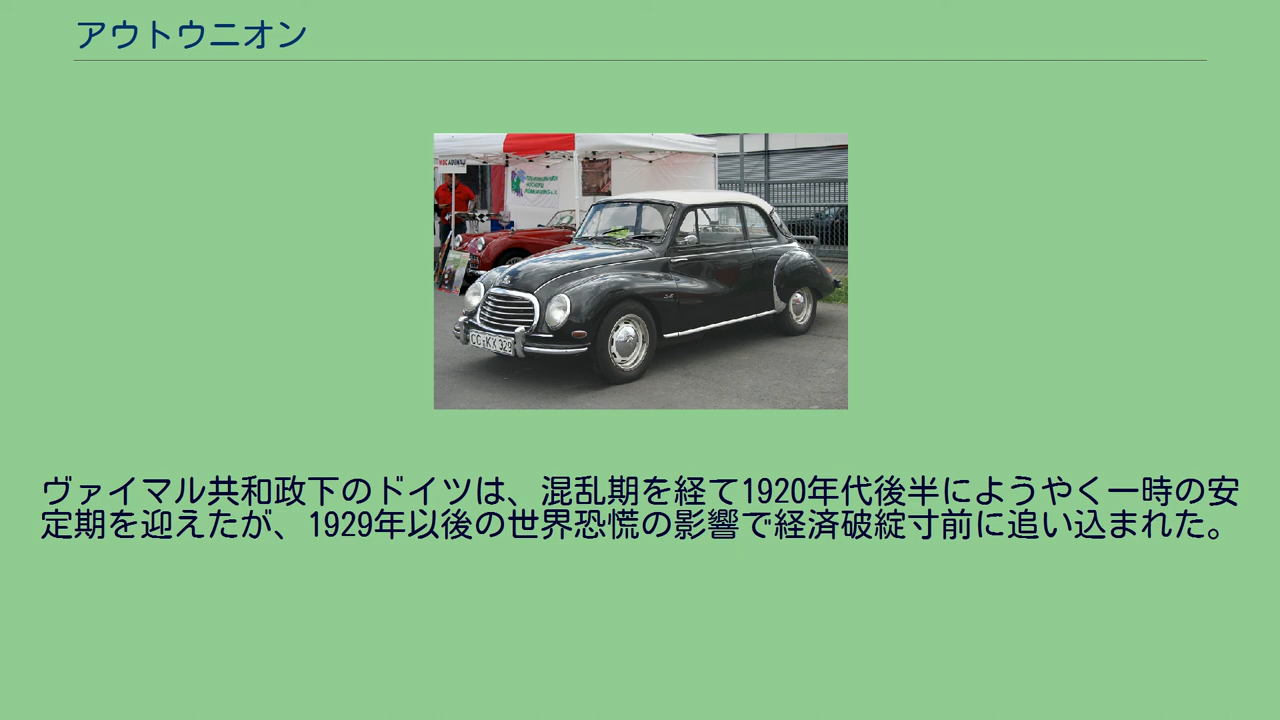 アウトウニオン
CG·KK 329
ヴァイマル共和政下のドイツは、混乱期を経て1920年代後半にようやく一時の安
定期を迎えたが、1929年以後の世界恐慌の影響で経済破綻寸前に追い込まれた。